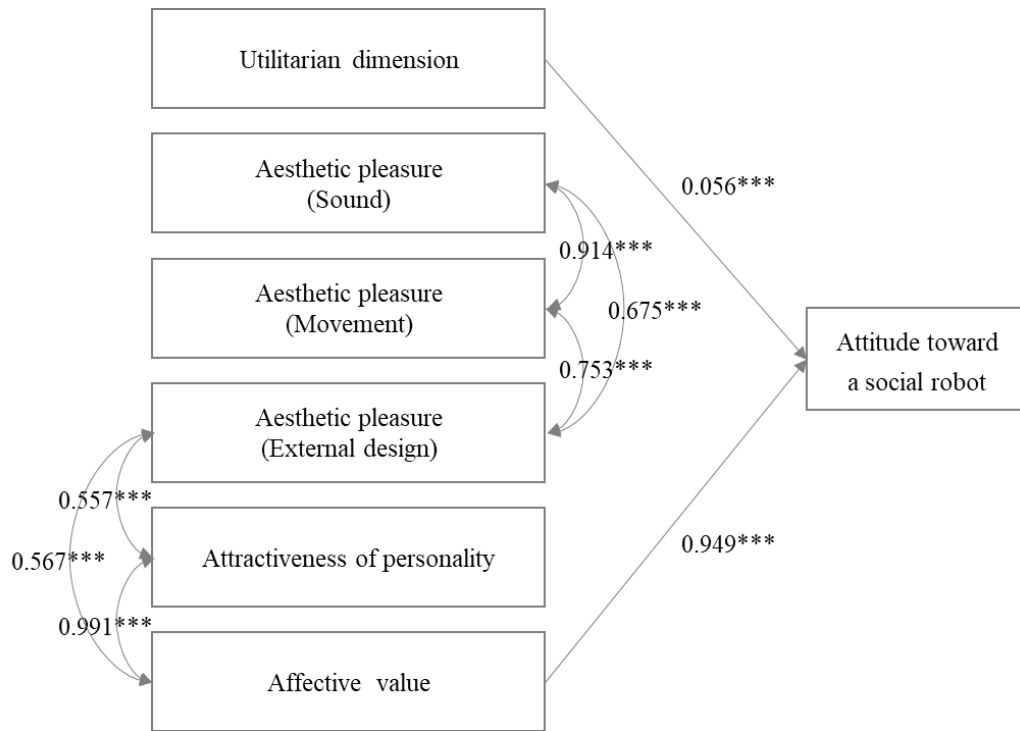 Utilitarian dimension
Aesthetic pleasure
(Sound)
0.056***
0.914***
Aesthetic pleasure
(Movement)
0.675***
Attitude toward
a social robot
0.753***
Aesthetic pleasure
(External design)
0.557***
0.567***
Attractiveness of personality
0.949***
0.991***
Affective value